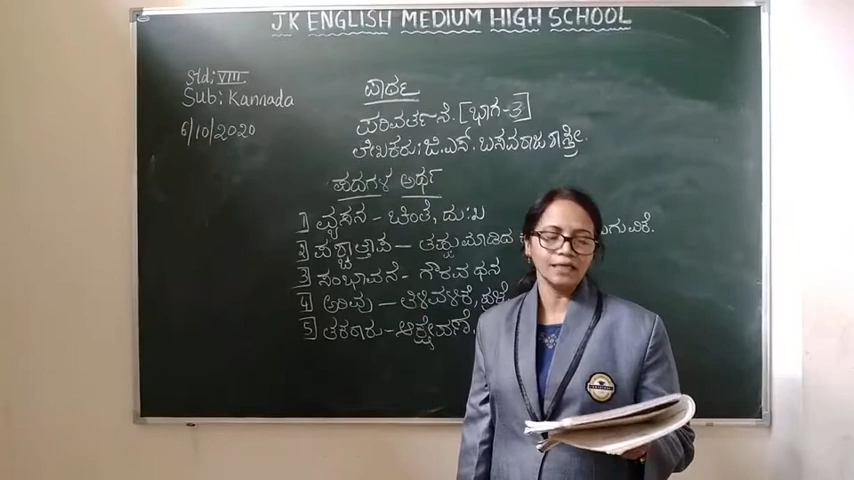 JK ENGLISH MEDIUM HIGH SCHOOL
Std: VIII
Sub: Kannada
6/10/2020
ಪಾಠ
ಪರಿವರ್ತನೆ. [ಭಾಗ-3]
ಲೇಖಕರು: ಜಿ.ಎಸ್. ಬಸವರಾಜ ಶಾಸ್ತ್ರೀ.
ಪದಗಳ ಅರ್ಥ
1 ವ್ಯಸನ - ಚಿಂತೆ, ದು:ಖ
2 ಪಶ್ಚಾತ್ತಾಪ - ತಪ್ಪುಮಾಡಿದ
3 ಸಂಭಾವನೆ - ಗೌರವ ಧನ
4 ಅರಿವು - ತಿಳಿವಳಿಕೆ,
5 ತಕರಾರು - ಆಕ್ಷೇಪಣೆ.